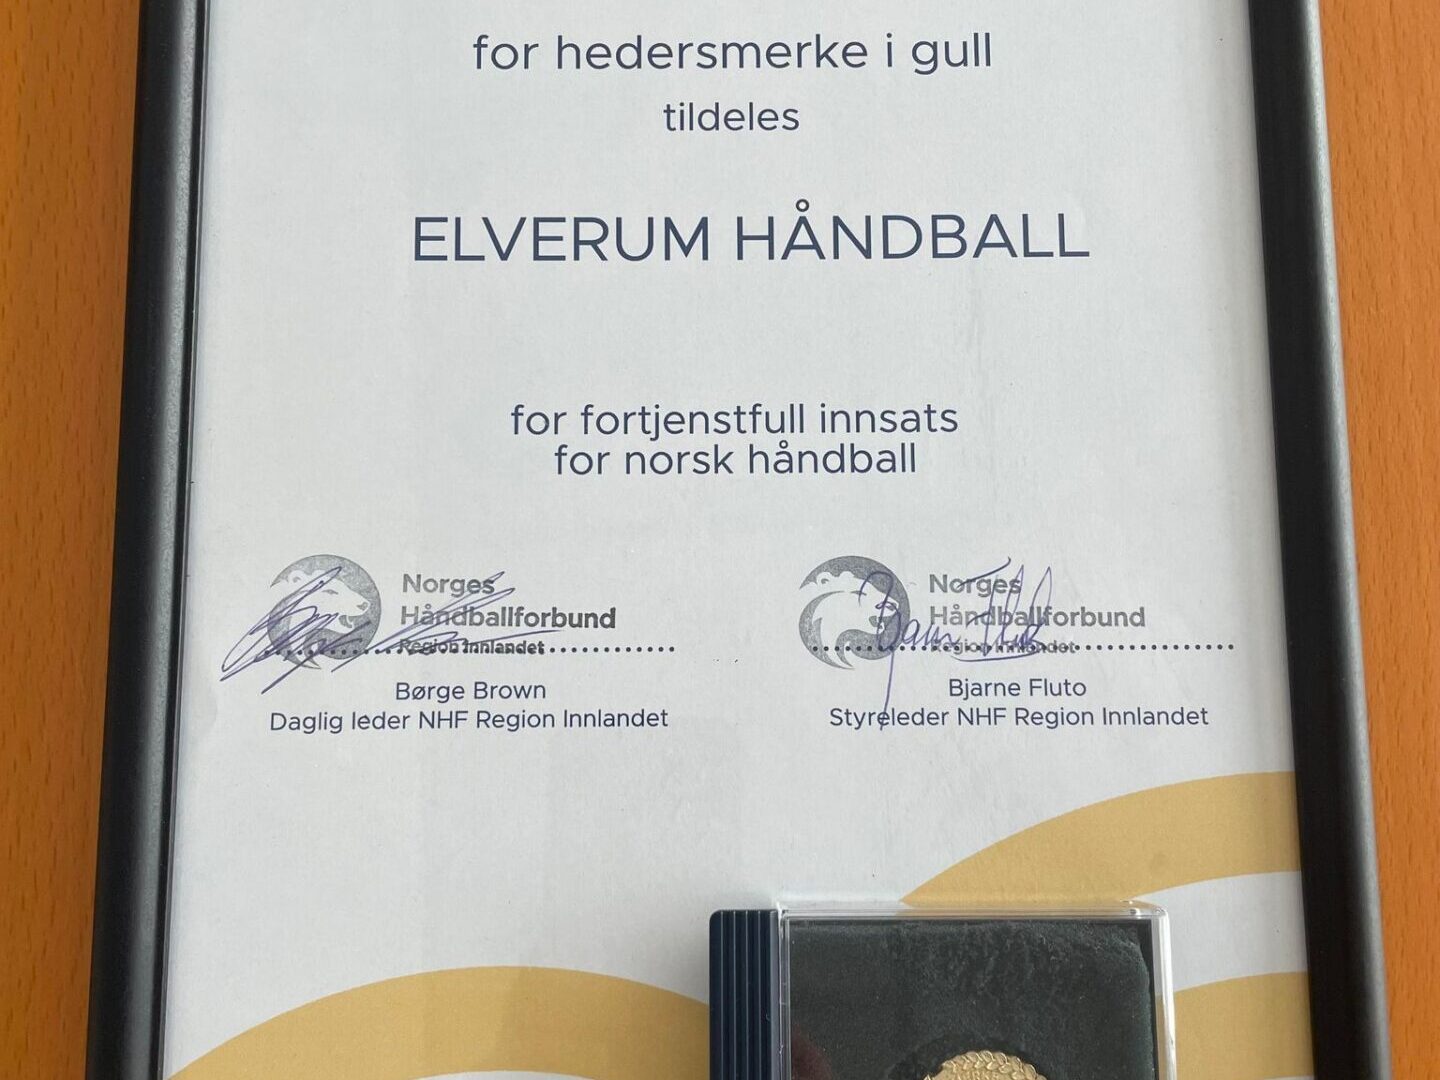 for hedersmerke i gull
tildeles
ELVERUM HÅNDBALL
for fortjenstfull innsats
for norsk håndball
Norges
Håndballforbund
Region Innlandet
Norges
Håndballforbund
Region Innlandet
Børge Brown
Daglig leder NHF Region Innlandet
Bjarne Fluto
Styreleder NHF Region Innlandet